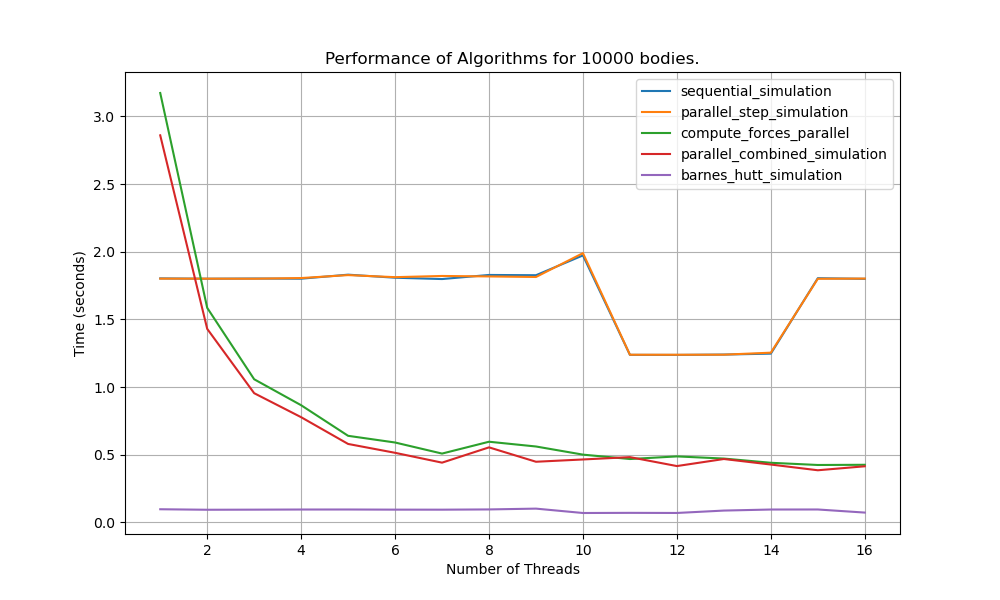 Performance of Algorithms for 10000 bodies.
sequential_simulation
parallel_step_simulation
compute_forces_parallel
parallel_combined_simulation
barnes_hutt_simulation
Time (seconds)
3.0
2.5
2.0
1.5
1.0
0.5
0.0
2 4 6 8 10 12 14 16
Number of Threads